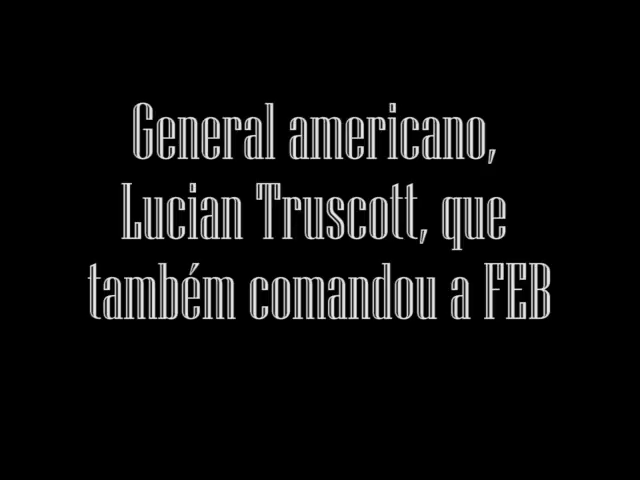 General americano,
Lucian Truscott, que
também comandou a FEB